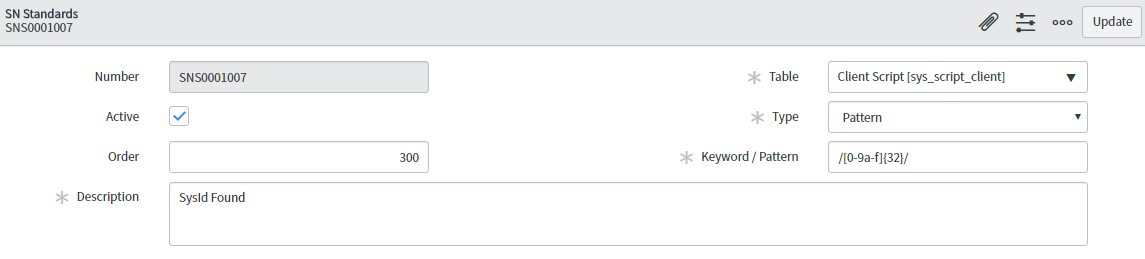 SN Standards
SNS0001007
Update
Number SNS0001007
Table Client Script [sys_script_client]
Active
Type Pattern
Order 300
Keyword / Pattern /[0-9a-f]{32}/
Description SysId Found